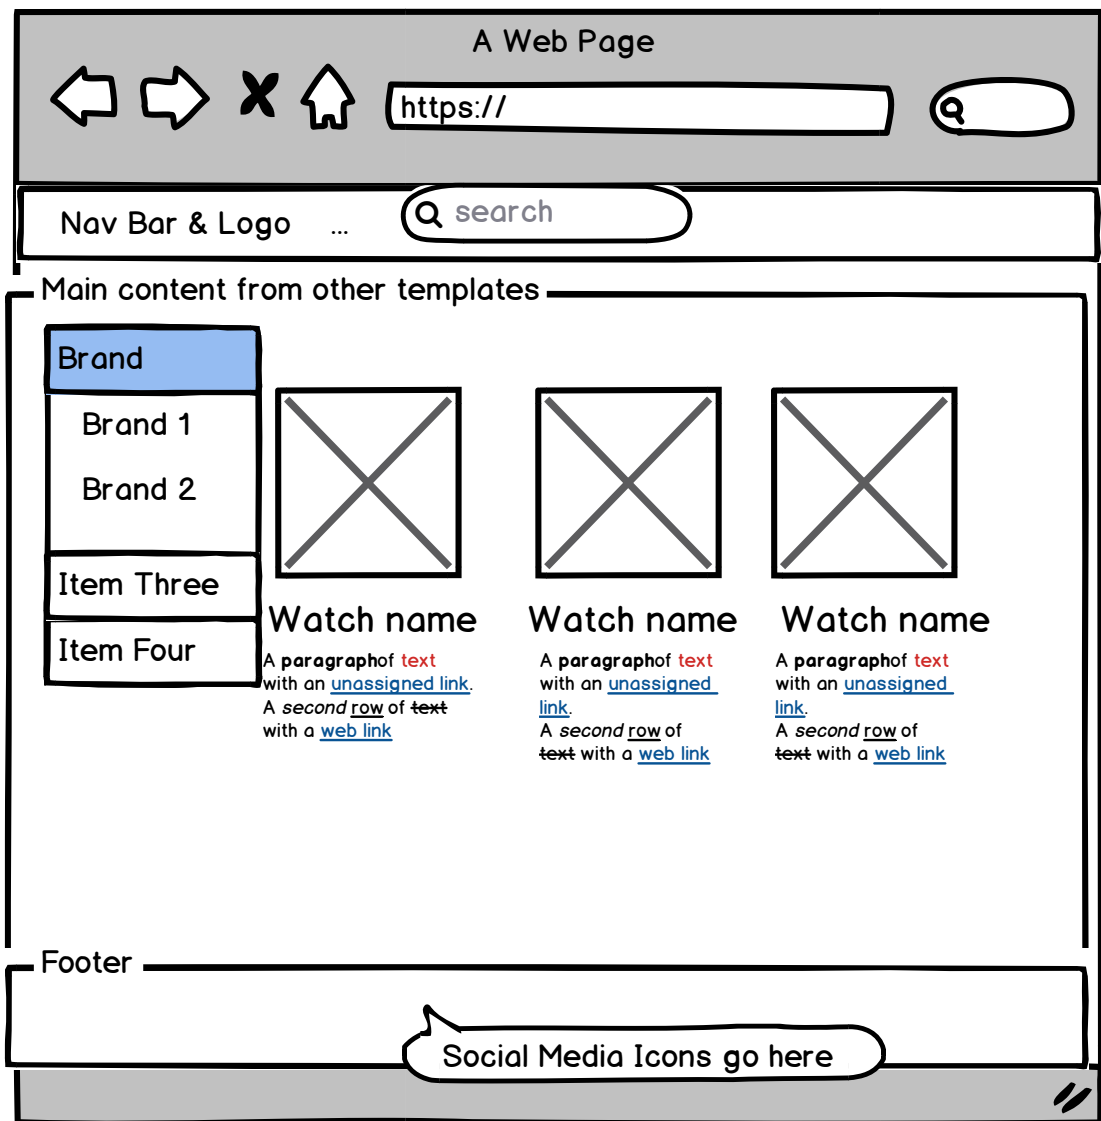 A Web Page
https://
Nav Bar & Logo ... search
Main content from other templates
Brand
Brand 1
Brand 2
Item Three
Item Four
Watch name
A paragraphof text
with an unassigned link.
A second row of text
with a web link
Watch name
A paragraphof text
with an unassigned
link.
A second row of
text with a web link
Watch name
A paragraphof text
with an unassigned
link.
A second row of
text with a web link
Footer
Social Media Icons go here